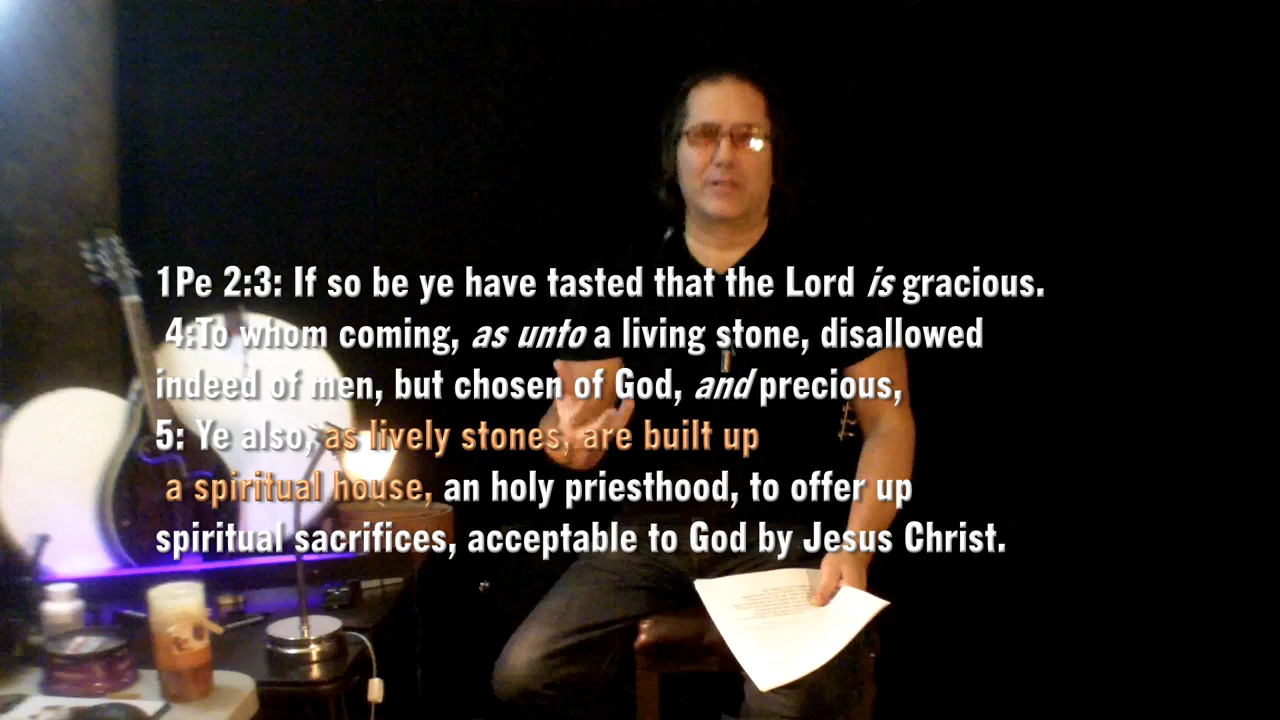 1Pe 2:3: If so be ye have tasted that the Lord is gracious.
4:To whom coming, as unto a living stone, disallowed
indeed of men, but chosen of God, and precious,
5: Ye also, as lively stones, are built up
a spiritual house, an holy priesthood, to offer up
spiritual sacrifices, acceptable to God by Jesus Christ.